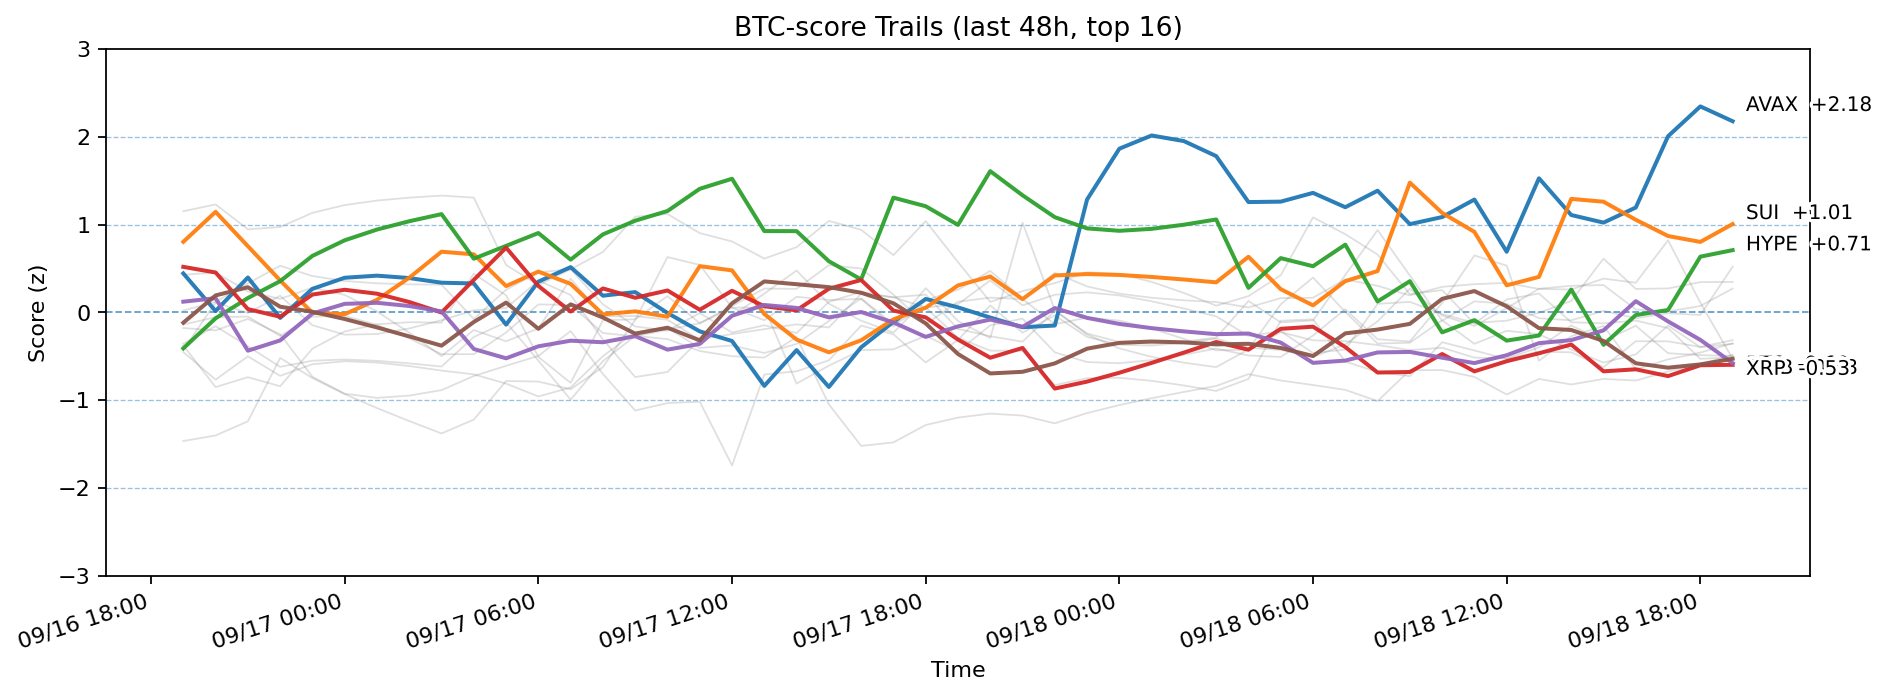 BTC-score Trails (last 48h, top 16)
3
2
1
0
−1
−2
−3
Score (z)
AVAX +2.18
SUI +1.01
HYPE +0.71
XRP -0.53
09/16 18:00
09/17 00:00
09/17 06:00
09/17 12:00
09/17 18:00
09/18 00:00
09/18 06:00
09/18 12:00
09/18 18:00
Time